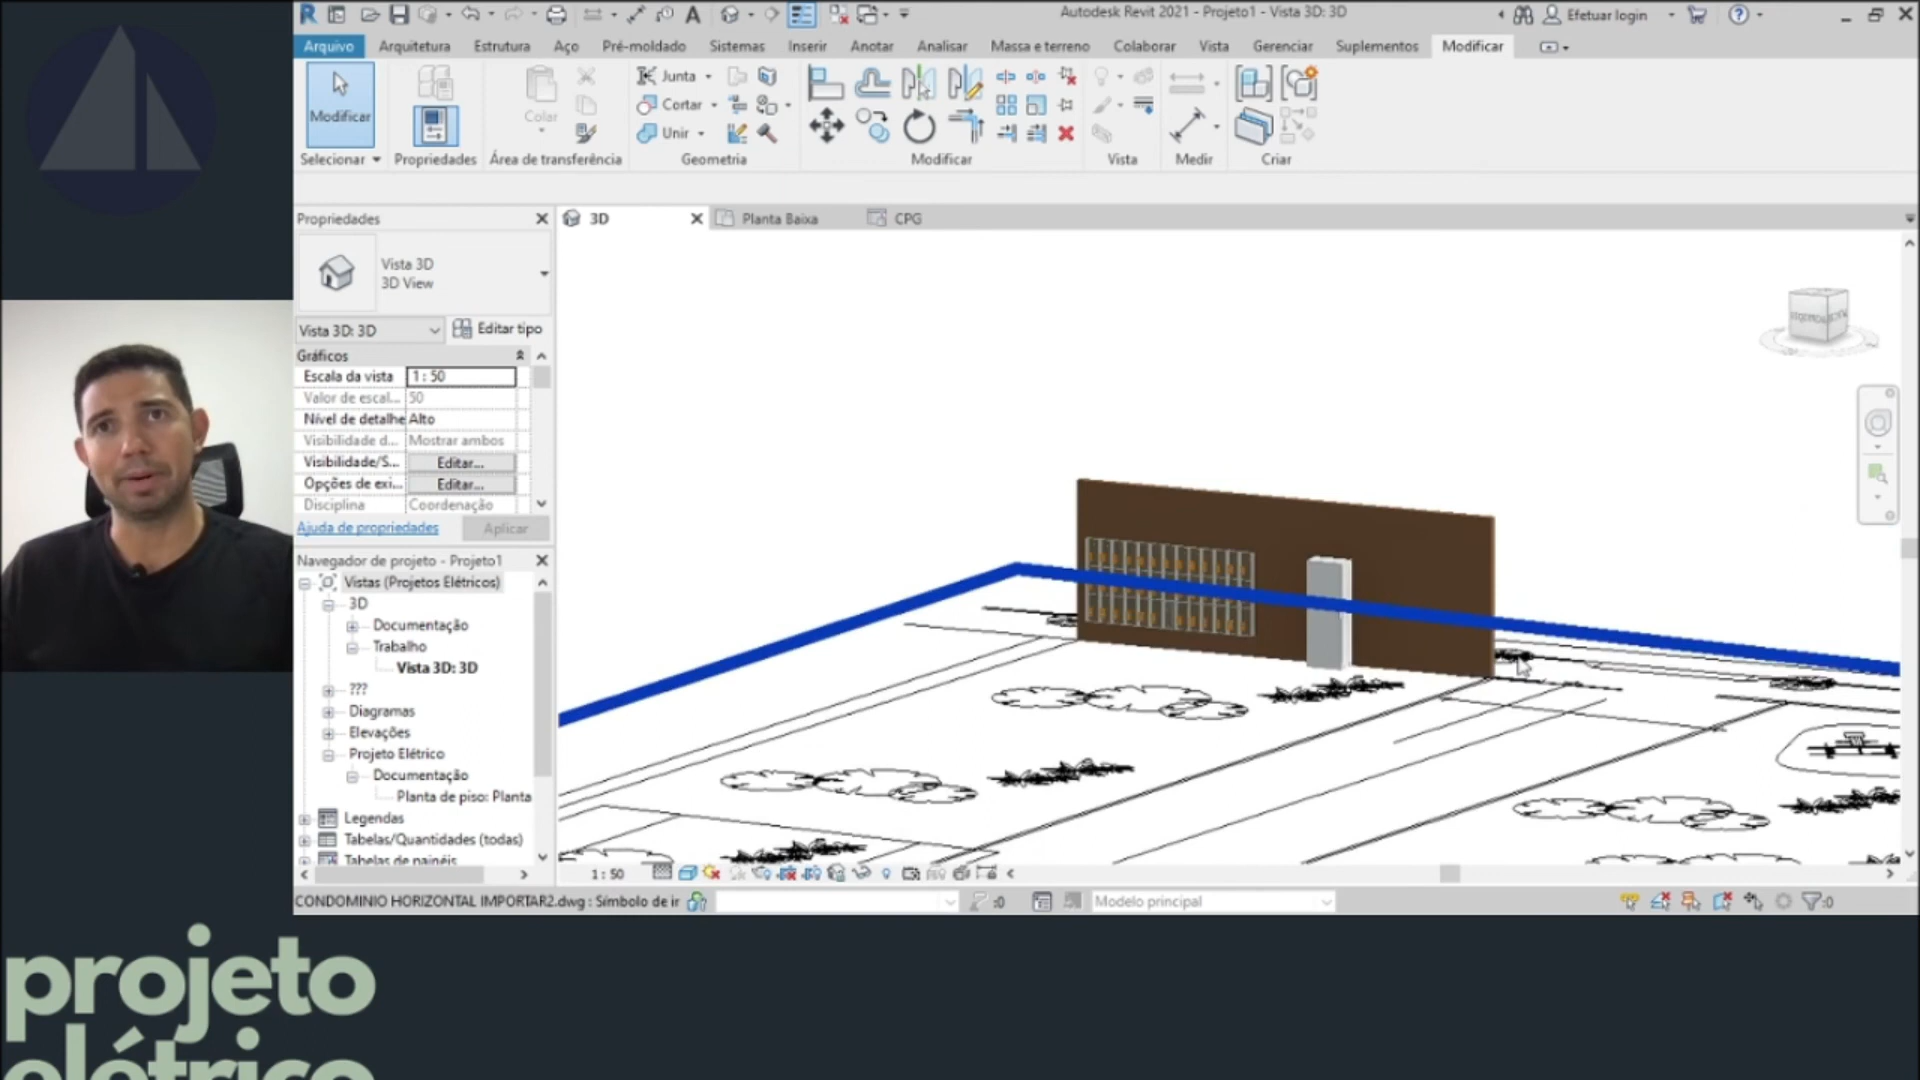 Autodesk Revit 2021 - Projeto1 - Vista 3D: 3D
Efetuar login
Arquivo Arquitetura Estrutura Aço Pré-moldado Sistemas Inserir Anotar Analisar Massa e terreno Colaborar Vista Gerenciar Suplementos Modificar
Modificar
Colar
Junta
Cortar
Unir
Selecionar Propriedades Área de transferência Geometria Modificar Vista Medir Criar
Propriedades
3D
Planta Baixa
CPG
Vista 3D
3D View
Vista 3D: 3D
Editar tipo
Gráficos
Escala da vista 1 : 50
Valor de escal... 50
Nível de detalhe Alto
Visibilidade d... Mostrar ambos
Visibilidade/S... Editar...
Opções de exi... Editar...
Disciplina Coordenação
Ajuda de propriedades
Aplicar
Navegador de projeto - Projeto1
Vistas (Projetos Elétricos)
3D
Documentação
Trabalho
Vista 3D: 3D
???
Diagramas
Elevações
Projeto Elétrico
Documentação
Planta de piso: Planta
Legendas
Tabelas/Quantidades (todas)
Tabelas de painéis
1 : 50
CONDOMINIO HORIZONTAL IMPORTAR2.dwg : Símbolo de ir
:0
Modelo principal
:0
projeto
elétrico